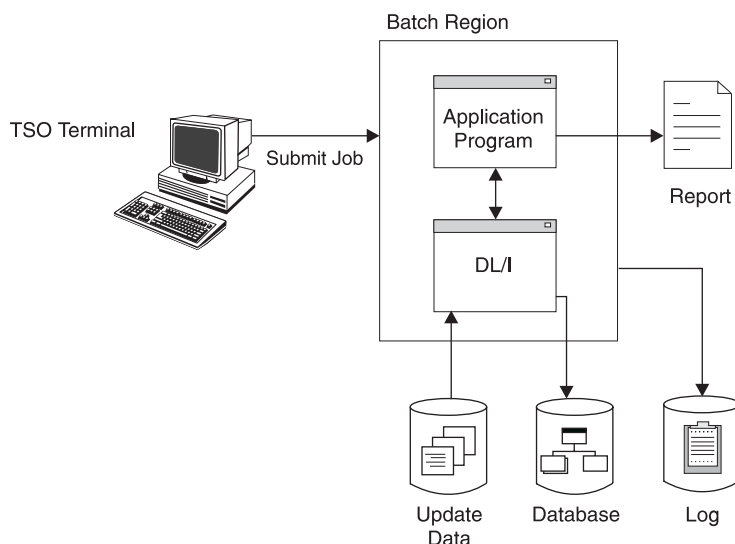 Batch Region
TSO Terminal
Submit Job
Application
Program
Report
DL/I
Update
Data
Database
Log